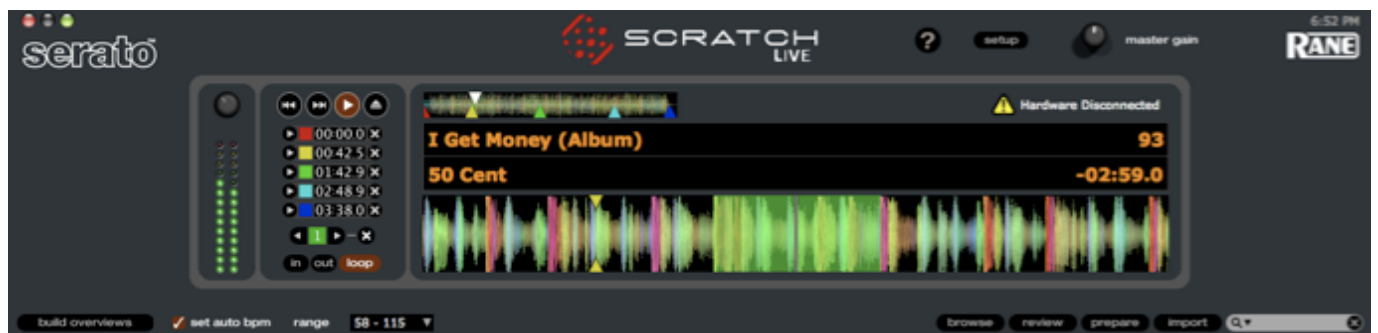 6:52 PM
serato
SCRATCH
LIVE
?
setup
master gain
RANE
Hardware Disconnected
00:00.0
I Get Money (Album)
93
00:42.5
01:42.9
50 Cent
-02:59.0
02:48.9
03:38.0
1
in out loop
build overviews set auto bpm range 58 - 115 browse review prepare import